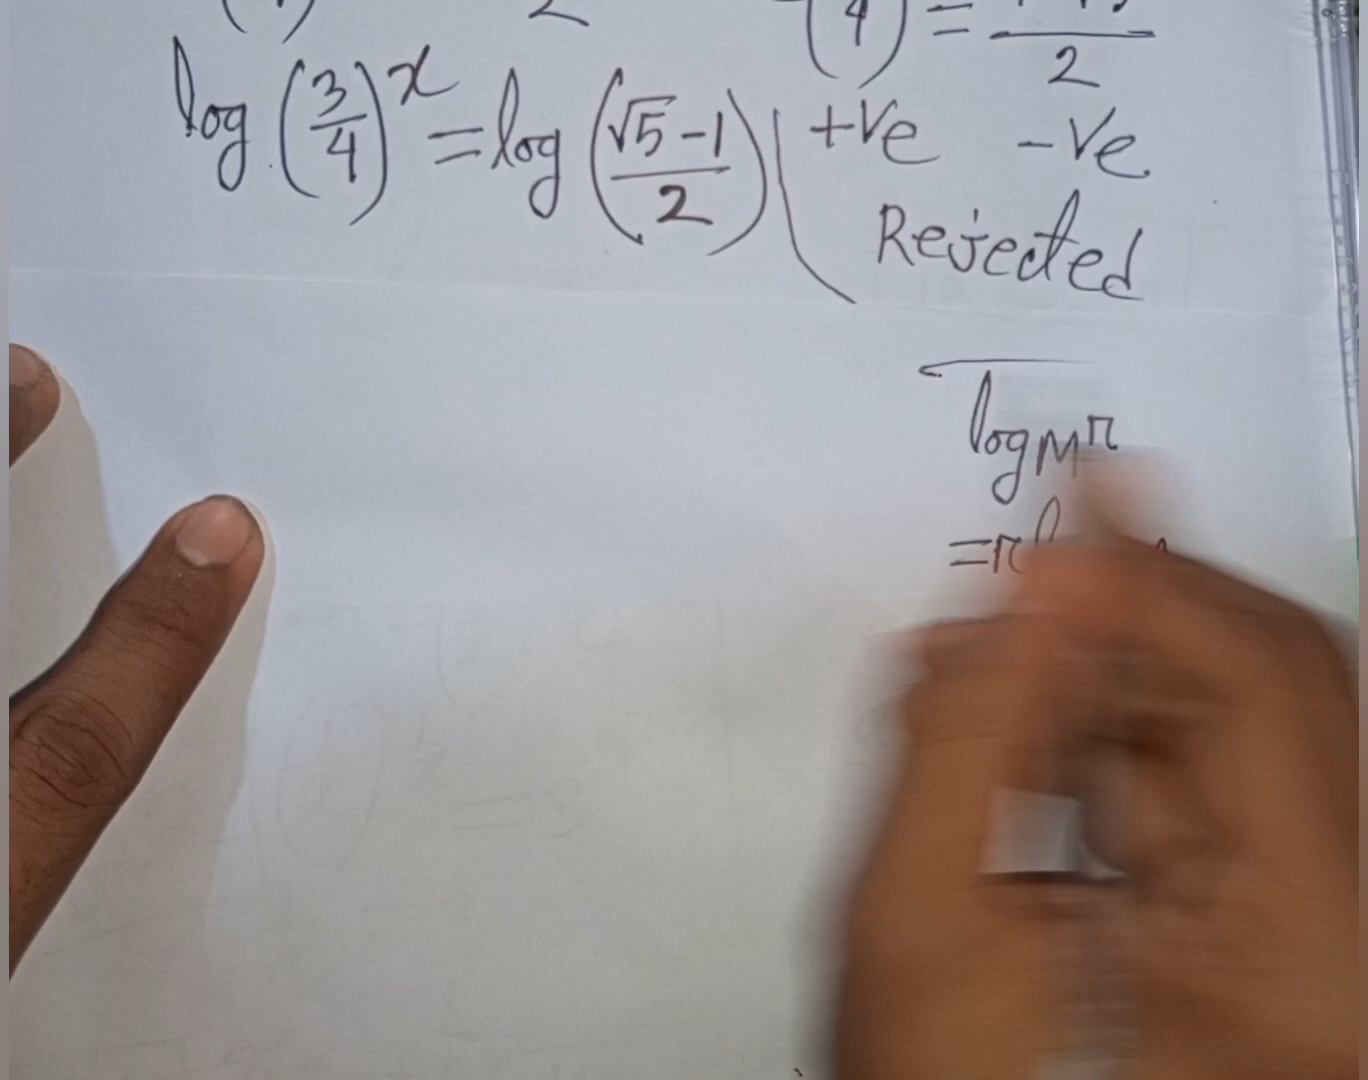 log (3/4)^x = log ((√5-1)/2)
+ve -ve
Rejected
log M^n
= n